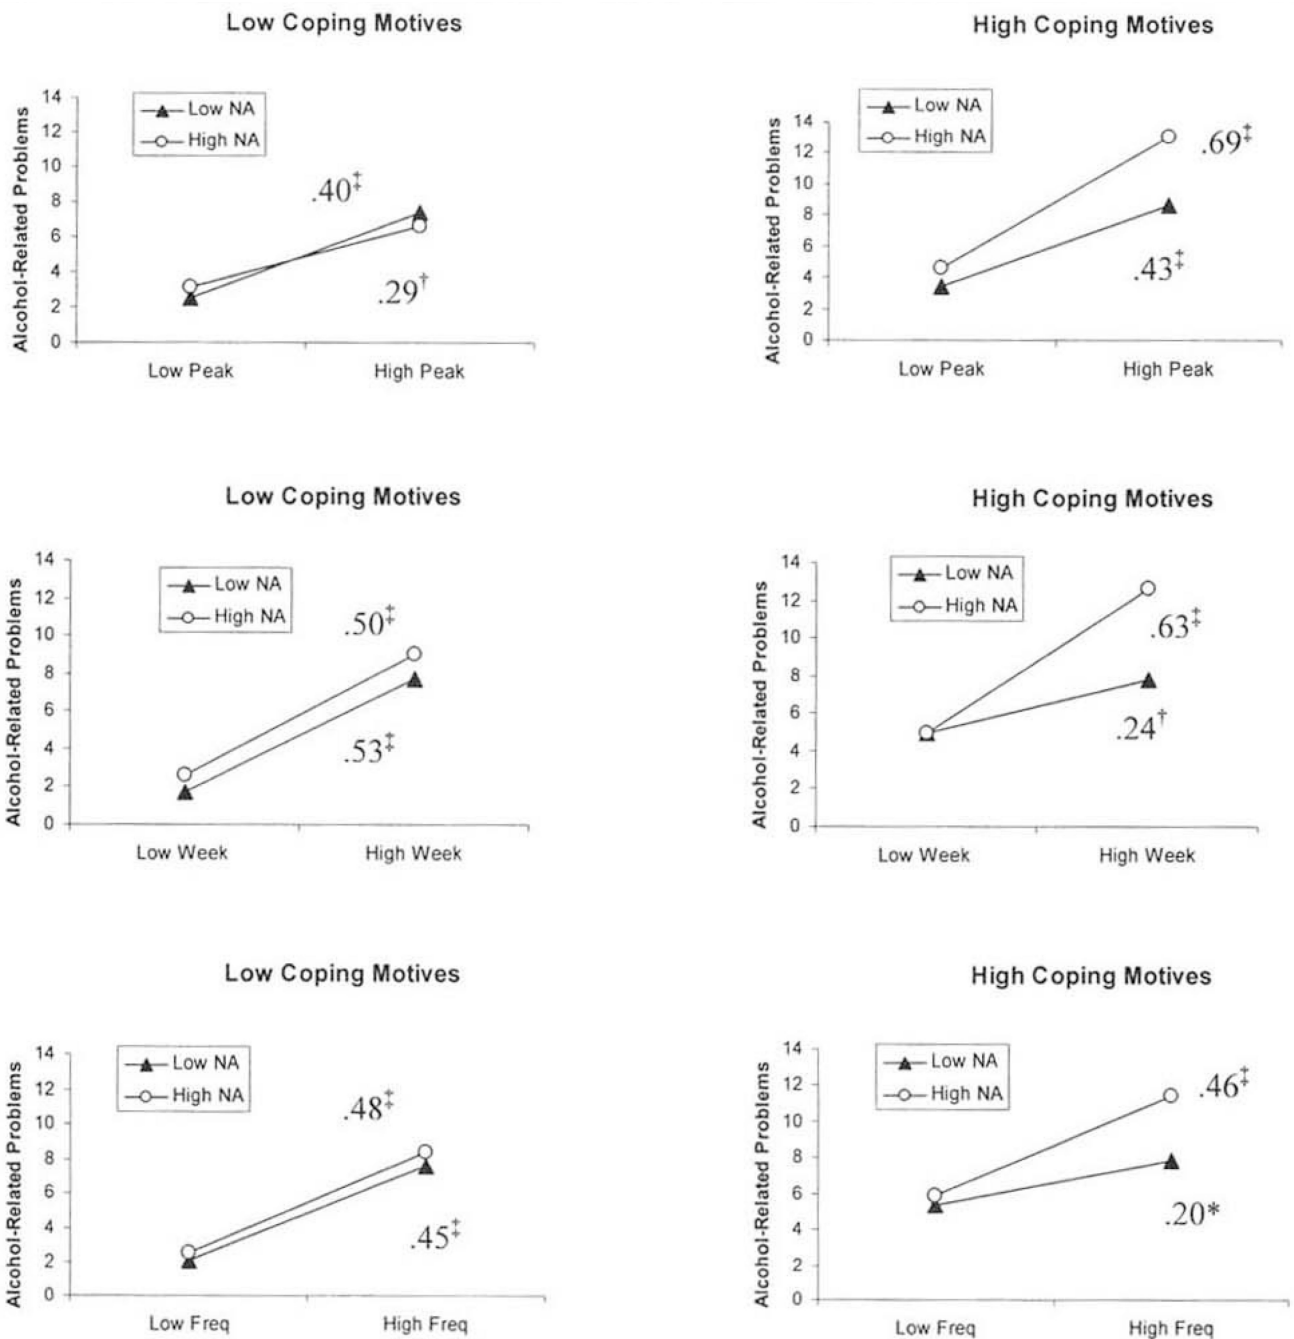 Low Coping Motives
Alcohol-Related Problems
14
12
10
8
6
4
2
0
Low NA
High NA
.40‡
.29†
Low Peak High Peak
High Coping Motives
Alcohol-Related Problems
14
12
10
8
6
4
2
0
Low NA
High NA
.69‡
.43‡
Low Peak High Peak
Low Coping Motives
Alcohol-Related Problems
14
12
10
8
6
4
2
0
Low NA
High NA
.50‡
.53‡
Low Week High Week
High Coping Motives
Alcohol-Related Problems
14
12
10
8
6
4
2
0
Low NA
High NA
.63‡
.24†
Low Week High Week
Low Coping Motives
Alcohol-Related Problems
14
12
10
8
6
4
2
0
Low NA
High NA
.48‡
.45‡
Low Freq High Freq
High Coping Motives
Alcohol-Related Problems
14
12
10
8
6
4
2
0
Low NA
High NA
.46‡
.20*
Low Freq High Freq